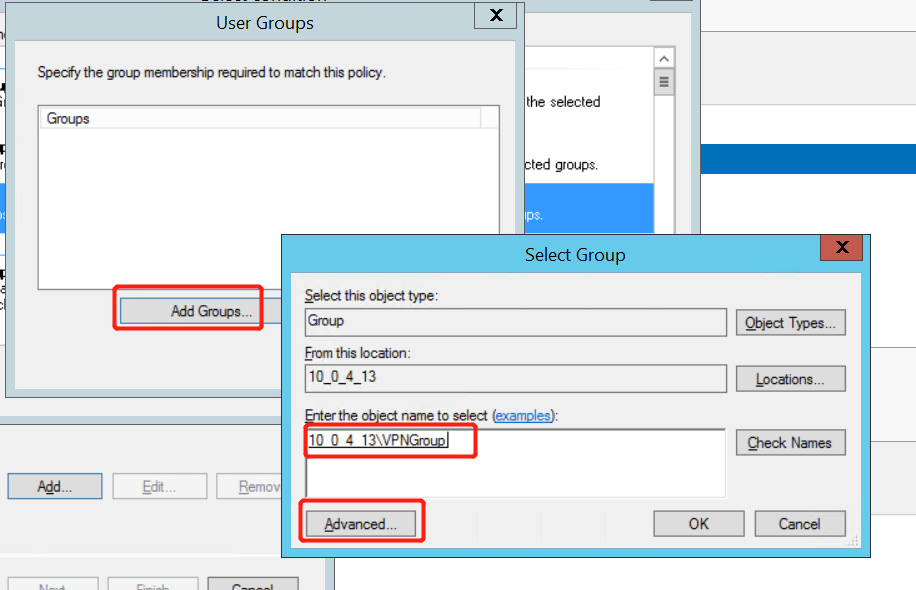 Select condition
User Groups
X
Specify the group membership required to match this policy.
Groups
the selected
cted groups.
ups.
Add Groups...
Select Group
X
Select this object type:
Group
Object Types...
From this location:
10_0_4_13
Locations...
Enter the object name to select (examples):
10_0_4_13\VPNGroup
Check Names
Advanced...
OK
Cancel
Add...
Edit...
Remov
Next
Finish
Cancel